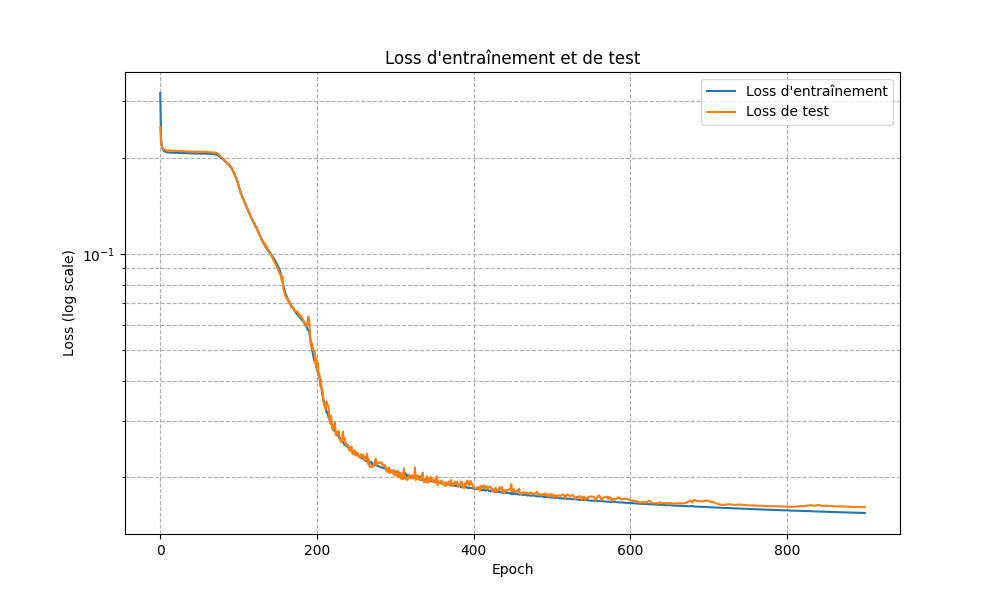 Loss d'entraînement et de test
Loss d'entraînement
Loss de test
Loss (log scale)
10⁻¹
0
200
400
600
800
Epoch